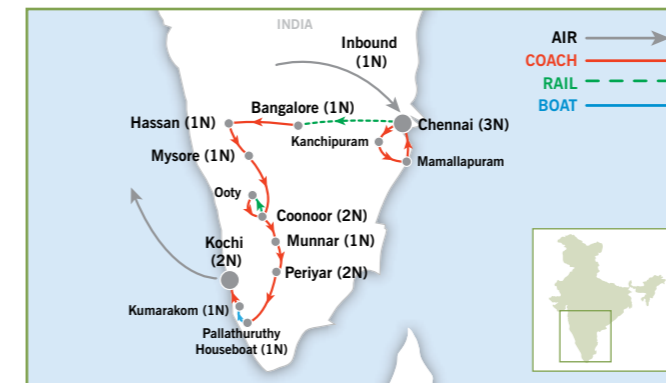 INDIA
Inbound
(1N)
AIR
COACH
RAIL
BOAT
Bangalore (1N)
Hassan (1N)
Chennai (3N)
Kanchipuram
Mysore (1N)
Mamallapuram
Ooty
Coonoor (2N)
Kochi
(2N)
Munnar (1N)
Periyar (2N)
Kumarakom (1N)
Pallathuruthy
Houseboat (1N)